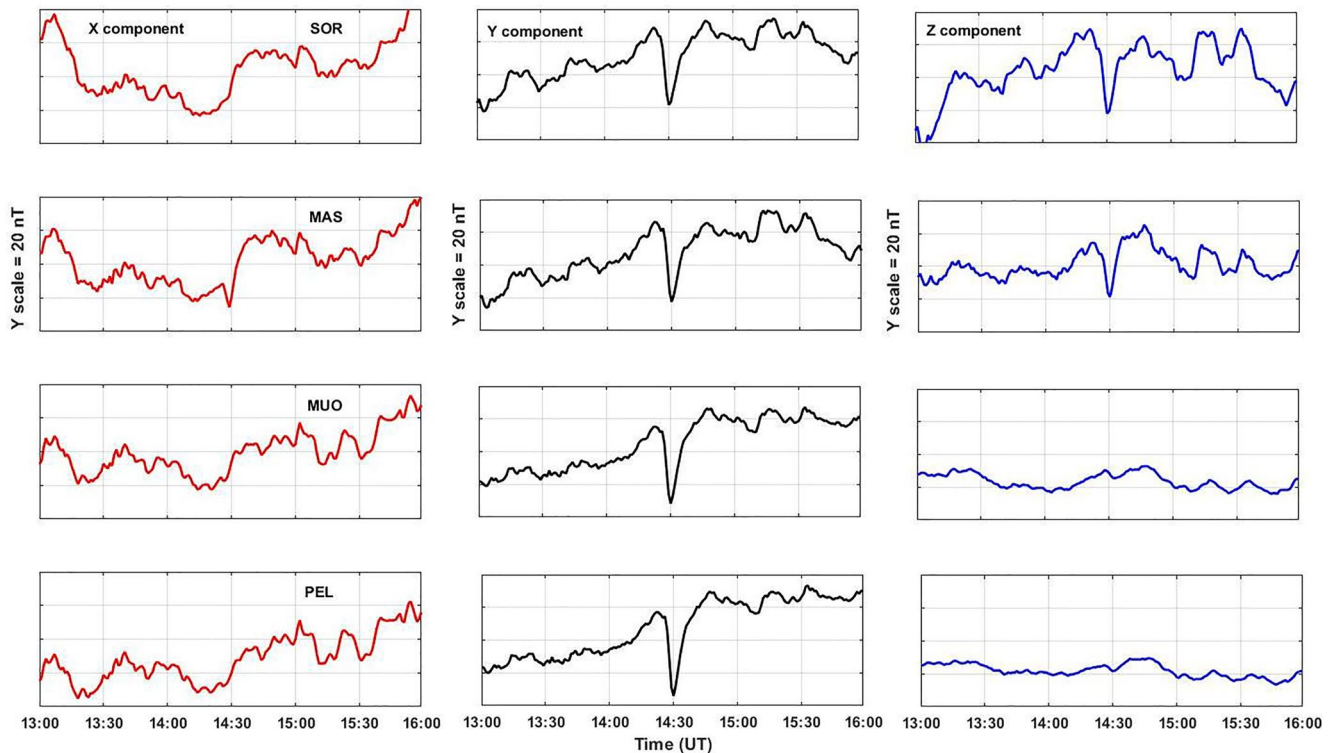 X component
SOR
Y component
Z component
MAS
Y scale = 20 nT
Y scale = 20 nT
Y scale = 20 nT
MUO
PEL
13:00 13:30 14:00 14:30 15:00 15:30 16:00
13:00 13:30 14:00 14:30 15:00 15:30 16:00
13:00 13:30 14:00 14:30 15:00 15:30 16:00
Time (UT)